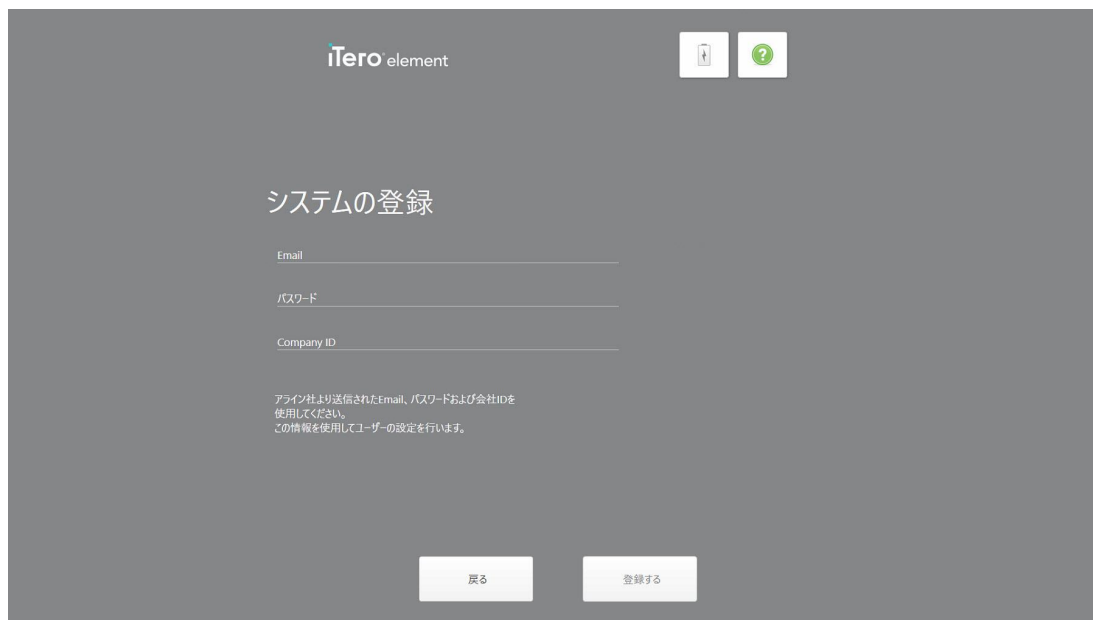 iTero element
?
システムの登録
Email
パスワード
Company ID
アライン社より送信されたEmail、パスワードおよび会社IDを
使用してください。
この情報を使用してユーザーの設定を行います。
戻る
登録する